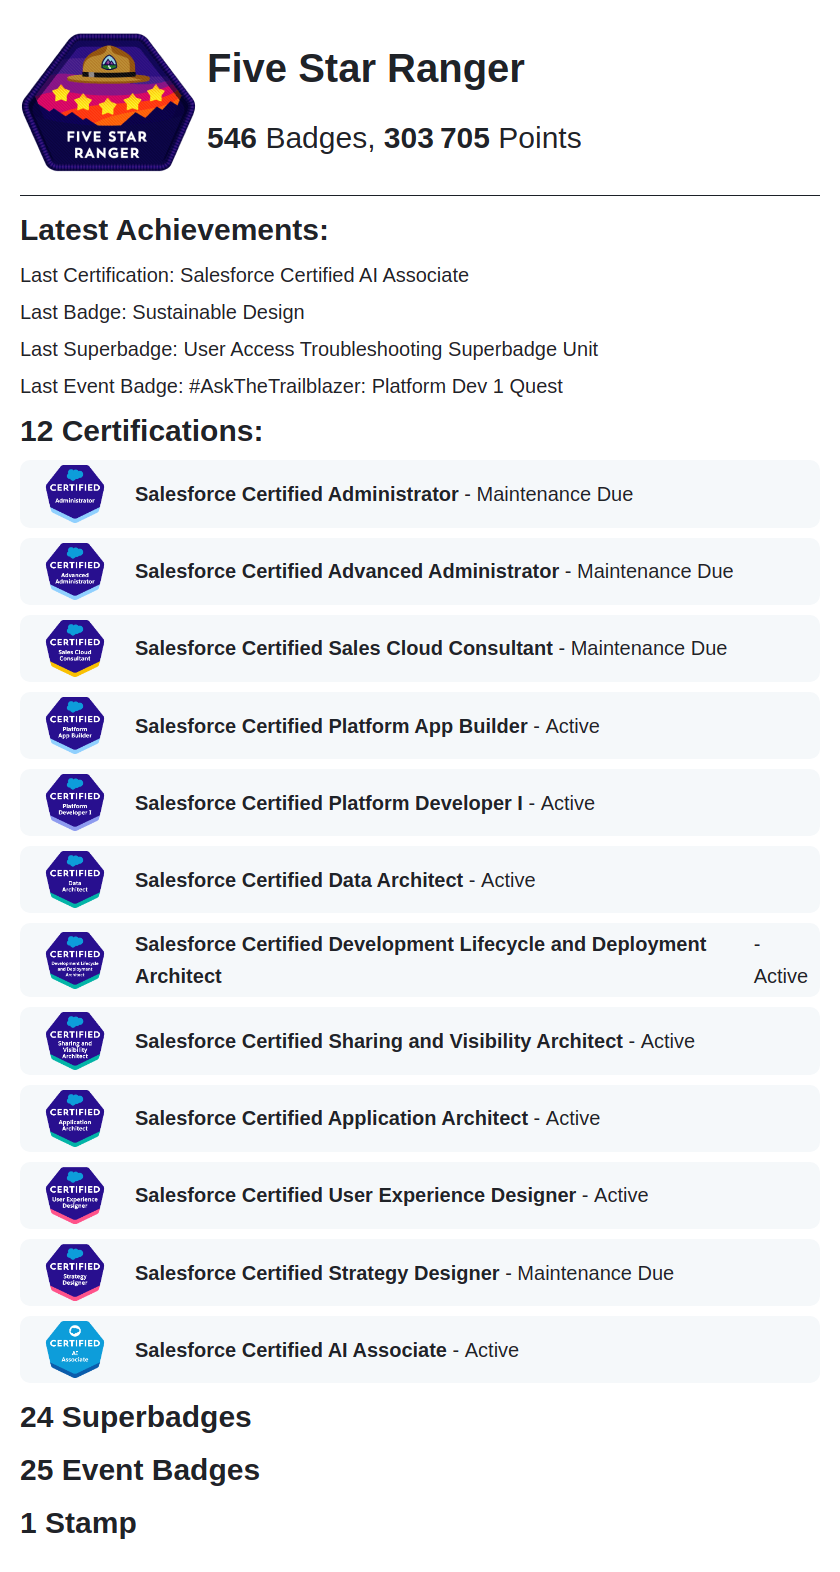 FIVE STAR
RANGER
Five Star Ranger
546 Badges, 303 705 Points
Latest Achievements:
Last Certification: Salesforce Certified AI Associate
Last Badge: Sustainable Design
Last Superbadge: User Access Troubleshooting Superbadge Unit
Last Event Badge: #AskTheTrailblazer: Platform Dev 1 Quest
12 Certifications:
CERTIFIED
Administrator
Salesforce Certified Administrator - Maintenance Due
CERTIFIED
Advanced
Administrator
Salesforce Certified Advanced Administrator - Maintenance Due
CERTIFIED
Sales Cloud
Consultant
Salesforce Certified Sales Cloud Consultant - Maintenance Due
CERTIFIED
Platform
App Builder
Salesforce Certified Platform App Builder - Active
CERTIFIED
Platform
Developer I
Salesforce Certified Platform Developer I - Active
CERTIFIED
Data
Architect
Salesforce Certified Data Architect - Active
CERTIFIED
Development Lifecycle
and Deployment
Architect
Salesforce Certified Development Lifecycle and Deployment -
Architect Active
CERTIFIED
Sharing and
Visibility
Architect
Salesforce Certified Sharing and Visibility Architect - Active
CERTIFIED
Application
Architect
Salesforce Certified Application Architect - Active
CERTIFIED
User Experience
Designer
Salesforce Certified User Experience Designer - Active
CERTIFIED
Strategy
Designer
Salesforce Certified Strategy Designer - Maintenance Due
CERTIFIED
AI
Associate
Salesforce Certified AI Associate - Active
24 Superbadges
25 Event Badges
1 Stamp